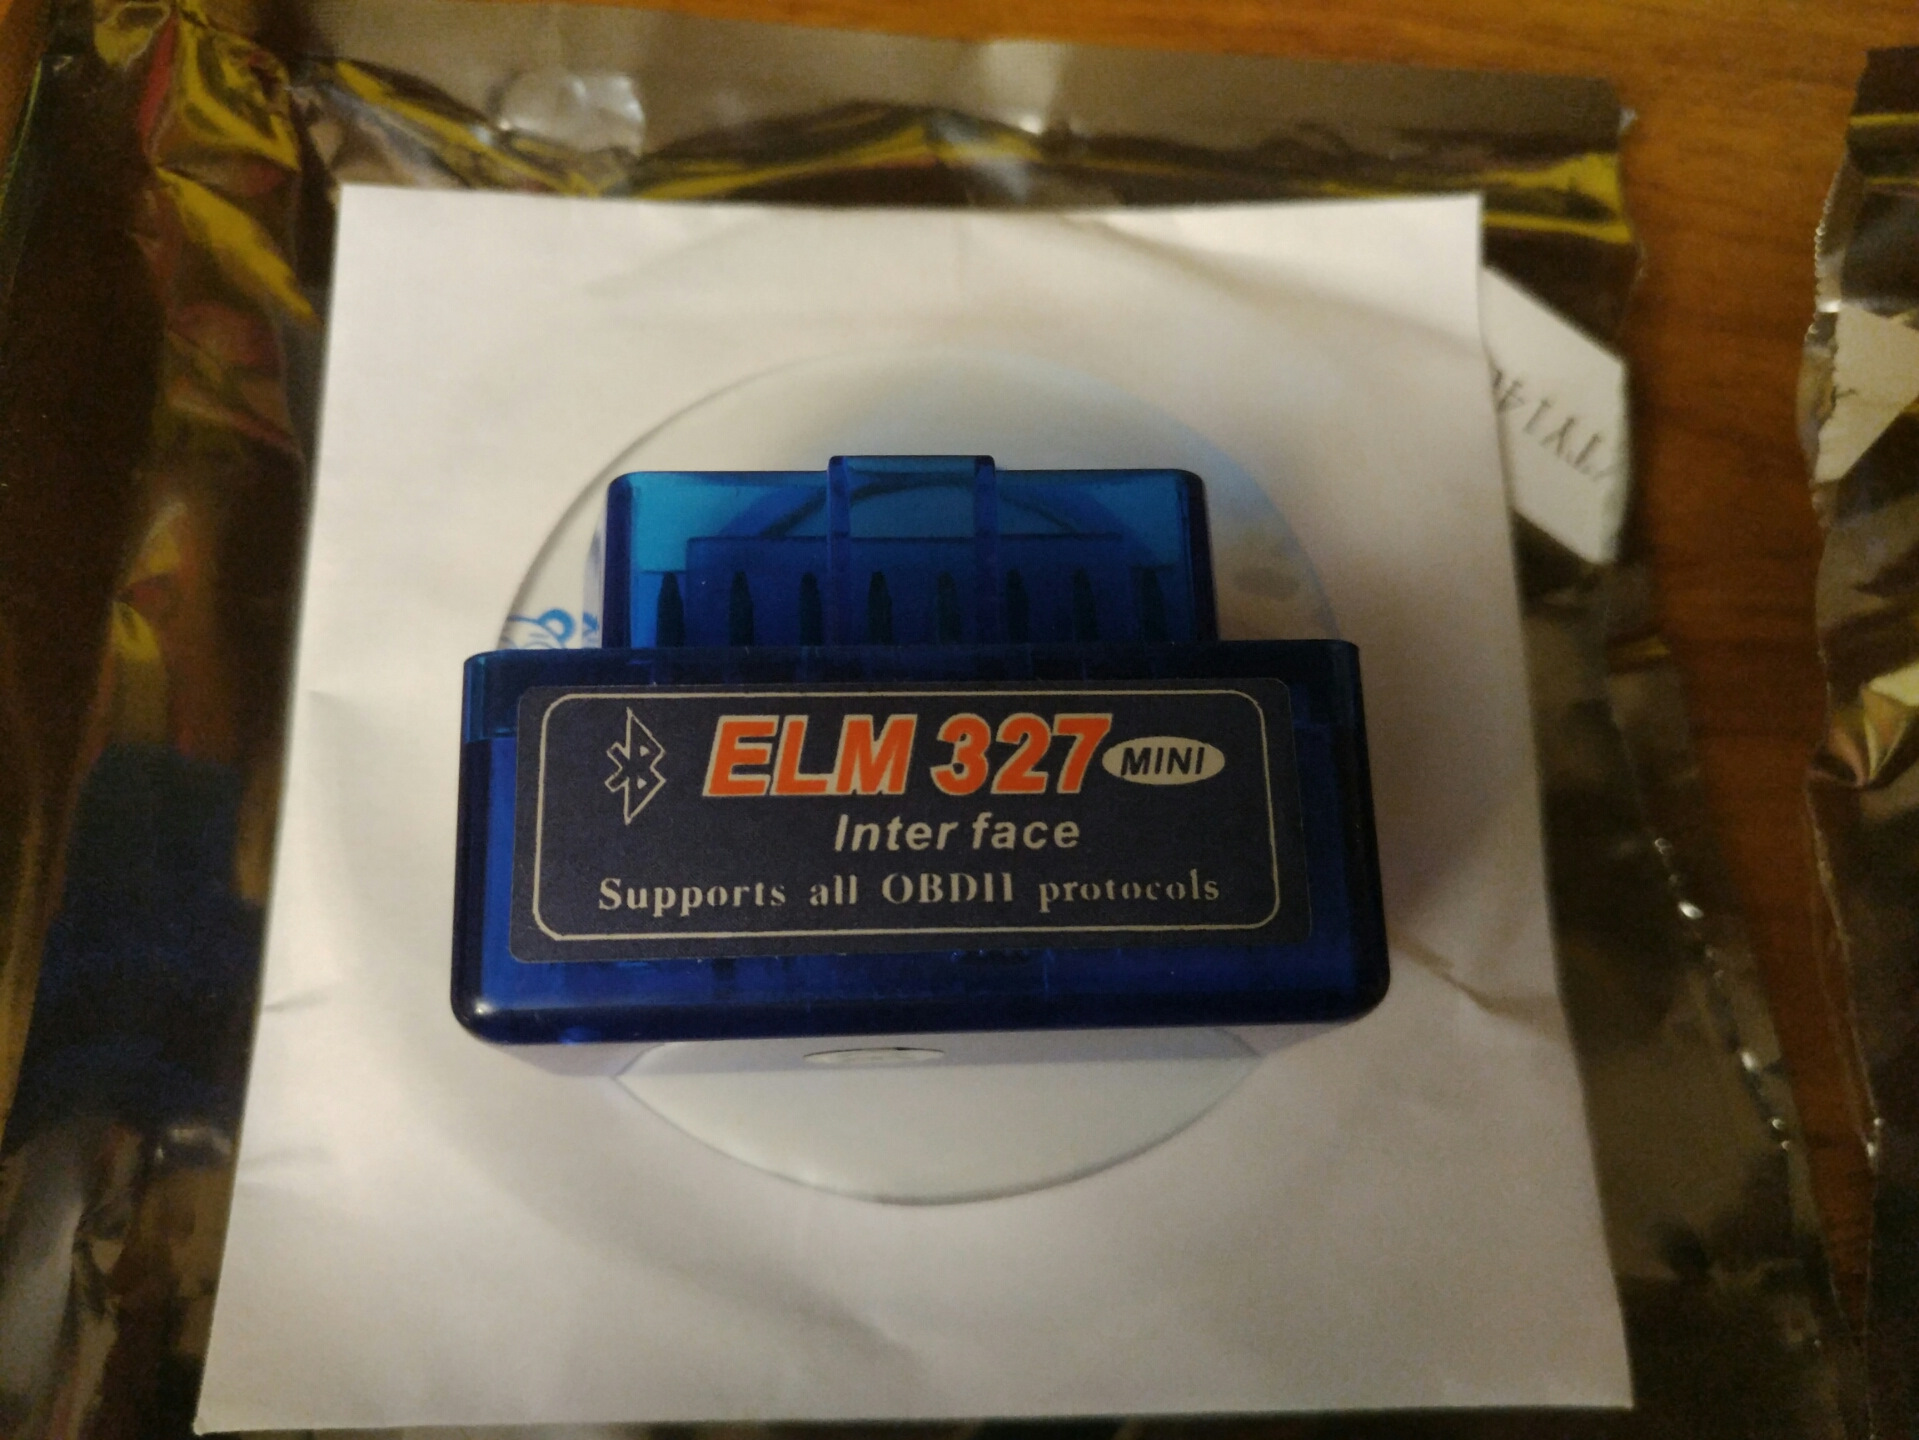 ELM 327 MINI
Inter face
Supports all OBDII protocols